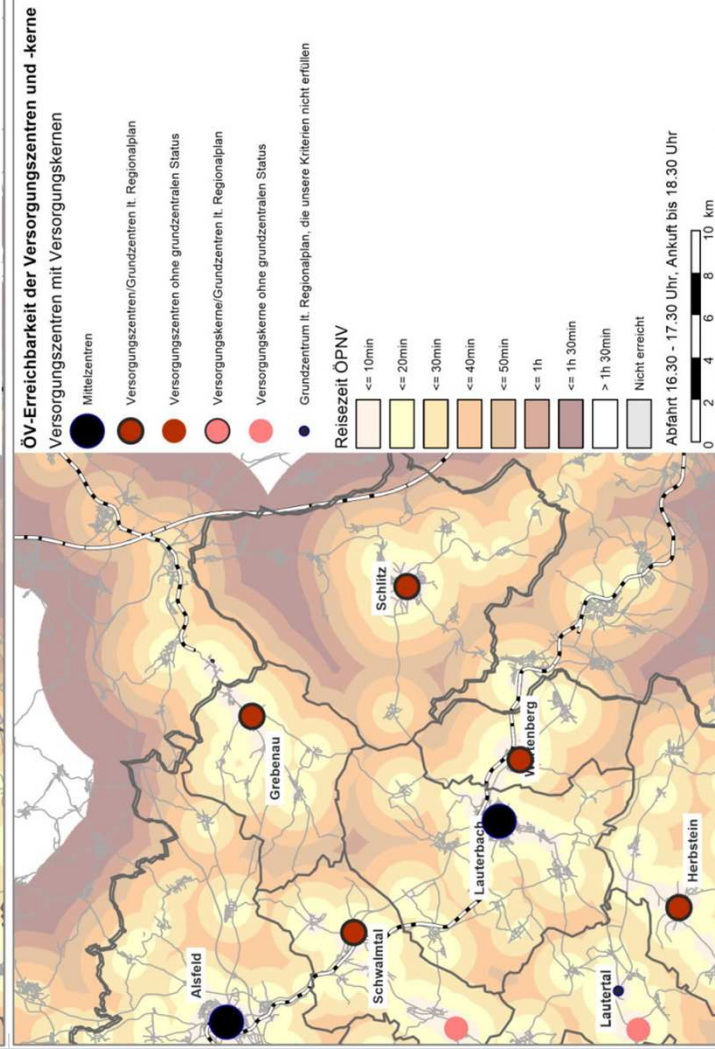 ÖV-Erreichbarkeit der Versorgungszentren und -kerne
Versorgungszentren mit Versorgungskernen
Mittelzentren
Versorgungszentren/Grundzentren lt. Regionalplan
Versorgungszentren ohne grundzentralen Status
Versorgungskerne/Grundzentren lt. Regionalplan
Versorgungskerne ohne grundzentralen Status
Grundzentrum lt. Regionalplan, die unsere Kriterien nicht erfüllen
Reisezeit ÖPNV
<= 10min
<= 20min
<= 30min
<= 40min
<= 50min
<= 1h
<= 1h 30min
> 1h 30min
Nicht erreicht
Abfahrt 16.30 - 17.30 Uhr, Ankuft bis 18.30 Uhr
0 2 4 6 8 10
km
Alsfeld
Grebenau
Schlitz
Schwalmtal
Lauterbach
Wartenberg
Lautertal
Herbstein